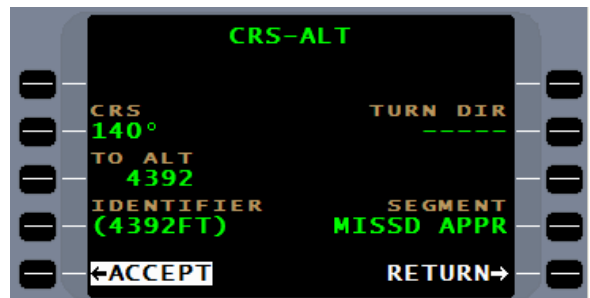 CRS-ALT
CRS TURN DIR
140° -----
TO ALT
4392
IDENTIFIER SEGMENT
(4392FT) MISSD APPR
←ACCEPT RETURN→